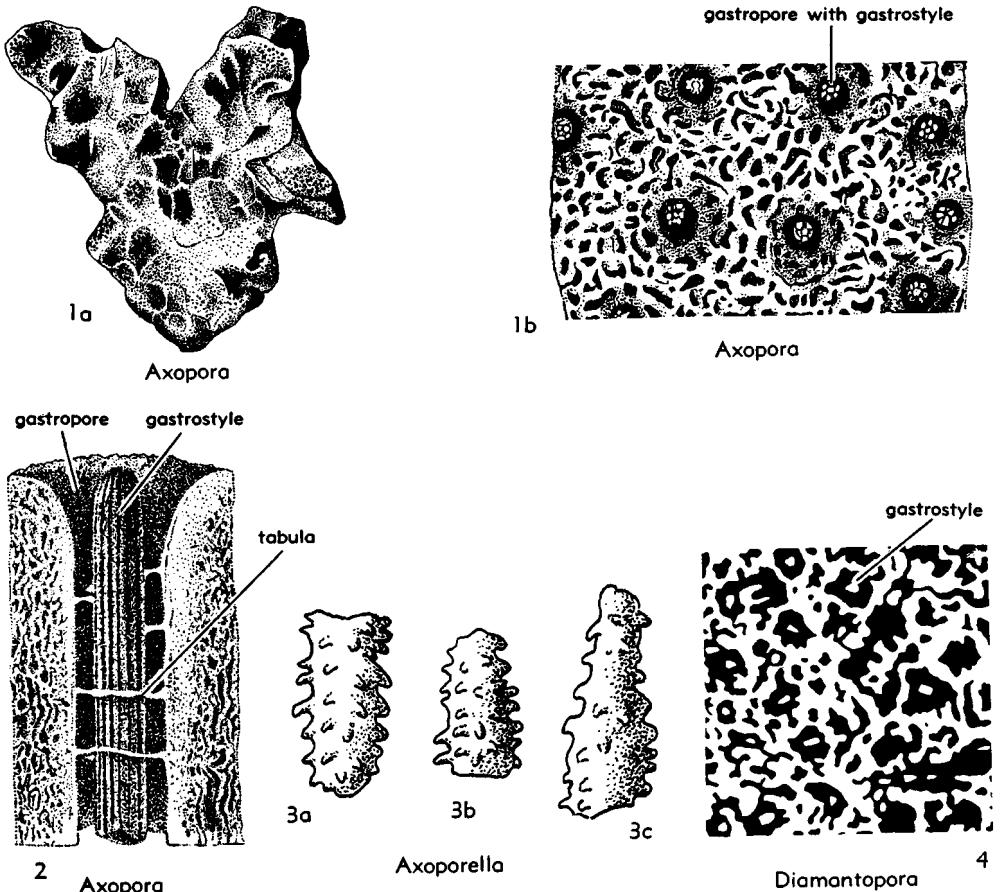 gastropore with gastrostyle
1a
Axopora
1b
Axopora
gastropore
gastrostyle
tabula
2
Axopora
3a
3b
3c
Axoporella
gastrostyle
4
Diamantopora